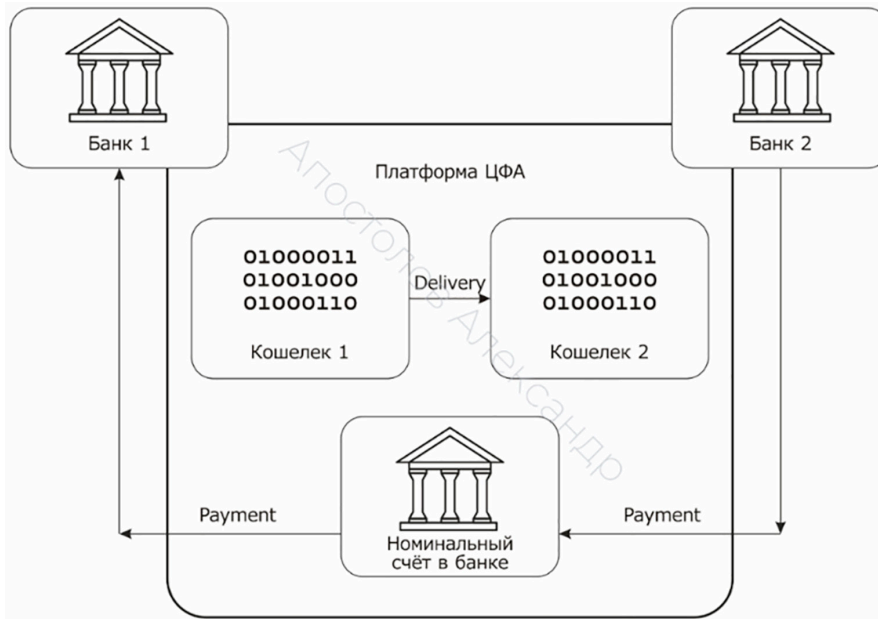 Банк 1
Банк 2
Платформа ЦФА
01000011
01001000
01000110
Кошелек 1
Delivery
01000011
01001000
01000110
Кошелек 2
Payment
Номинальный
счёт в банке
Payment
Апостолов Александр